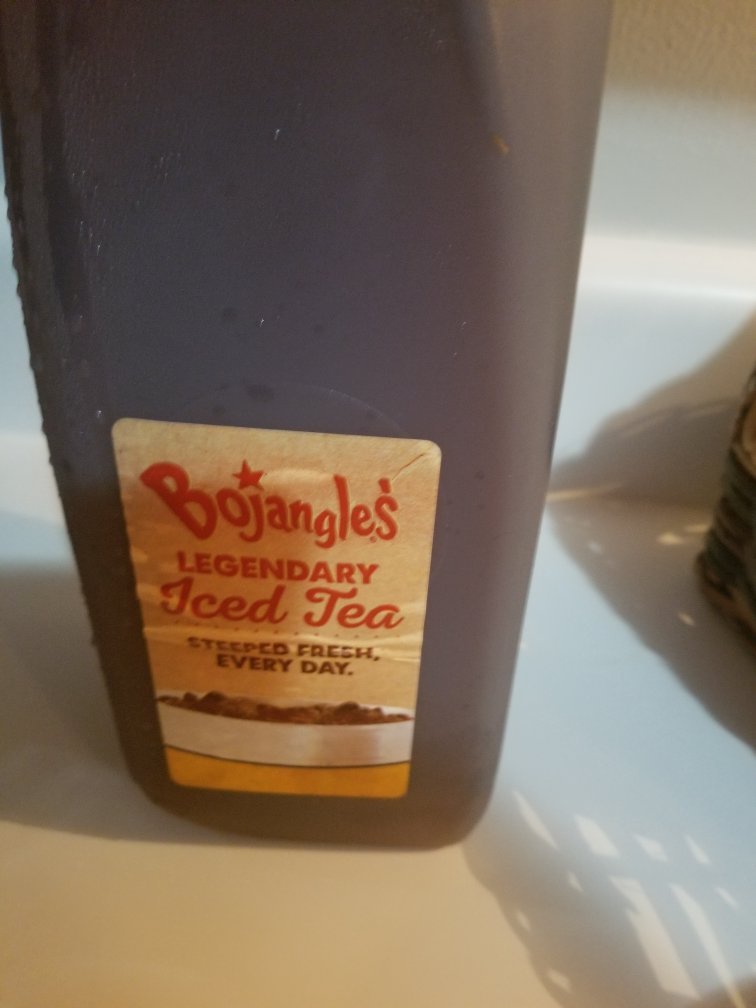 Bojangles'
LEGENDARY
Iced Tea
STEEPED FRESH,
EVERY DAY.